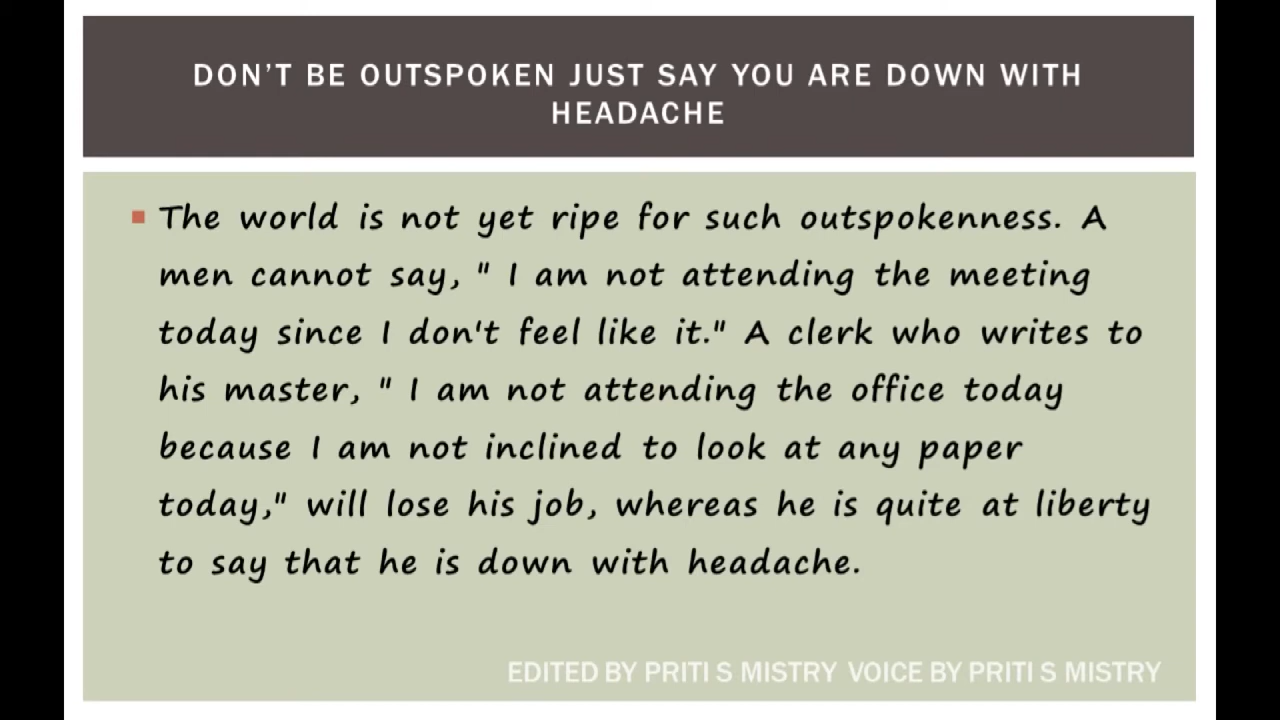 DON'T BE OUTSPOKEN JUST SAY YOU ARE DOWN WITH
HEADACHE
The world is not yet ripe for such outspokenness. A
men cannot say, " I am not attending the meeting
today since I don't feel like it." A clerk who writes to
his master, " I am not attending the office today
because I am not inclined to look at any paper
today," will lose his job, whereas he is quite at liberty
to say that he is down with headache.
EDITED BY PRITI S MISTRY VOICE BY PRITI S MISTRY